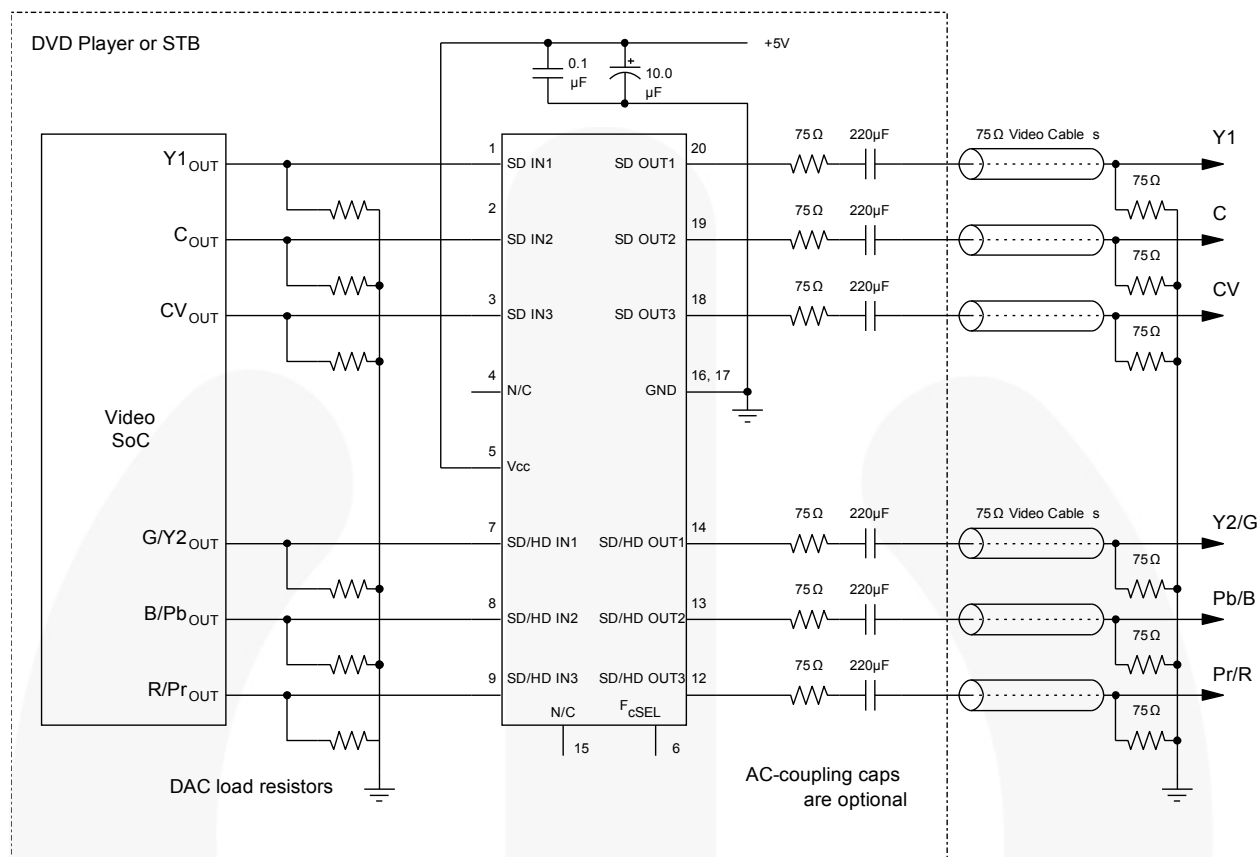 DVD Player or STB
+5V
0.1
µF
+
10.0
µF
75Ω 220µF 75Ω Video Cable s Y1
Y1OUT 1 SD IN1 SD OUT1 20 75Ω
75Ω 220µF C
COUT 2 SD IN2 SD OUT2 19 75Ω
75Ω 220µF CV
CVOUT 3 SD IN3 SD OUT3 18 75Ω
4 N/C GND 16, 17
Video
SoC
5 Vcc
75Ω 220µF 75Ω Video Cable s Y2/G
G/Y2OUT 7 SD/HD IN1 SD/HD OUT1 14 75Ω
75Ω 220µF Pb/B
B/PbOUT 8 SD/HD IN2 SD/HD OUT2 13 75Ω
75Ω 220µF Pr/R
R/PrOUT 9 SD/HD IN3 SD/HD OUT3 12 75Ω
N/C FcSEL
15 6
DAC load resistors
AC-coupling caps
are optional